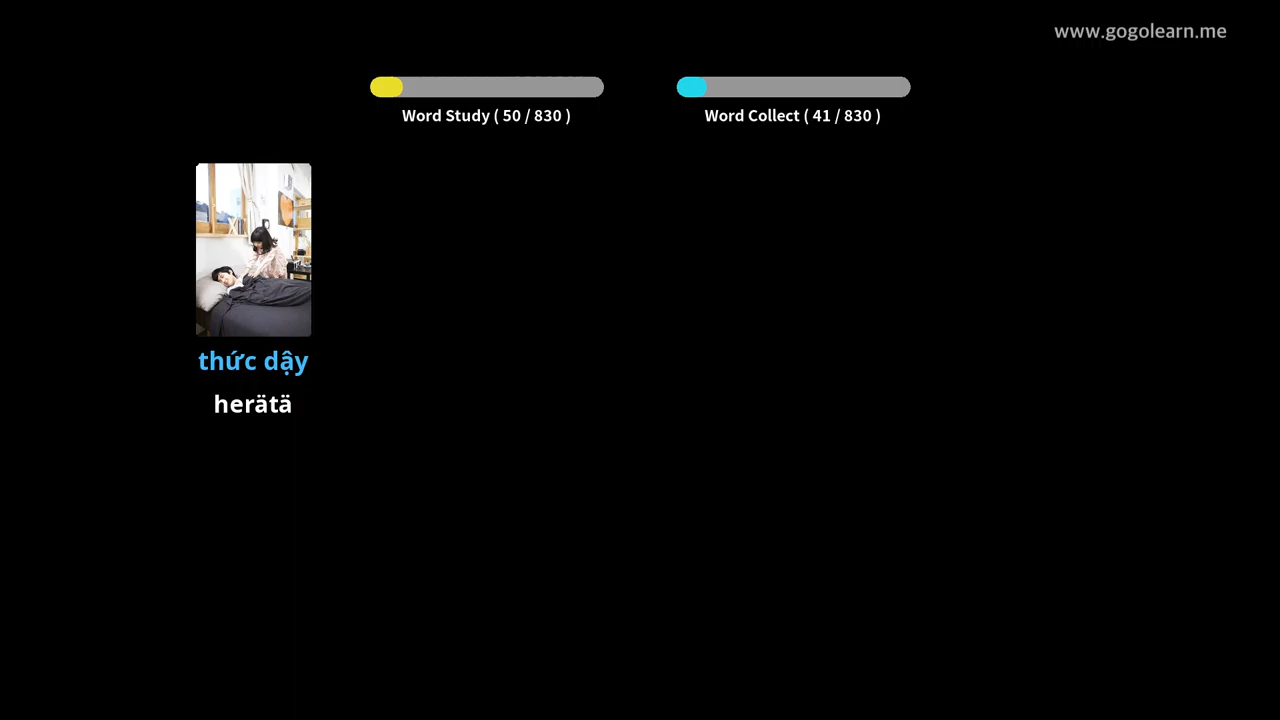 www.gogolearn.me
Word Study ( 50 / 830 )
Word Collect ( 41 / 830 )
thức dậy
herätä